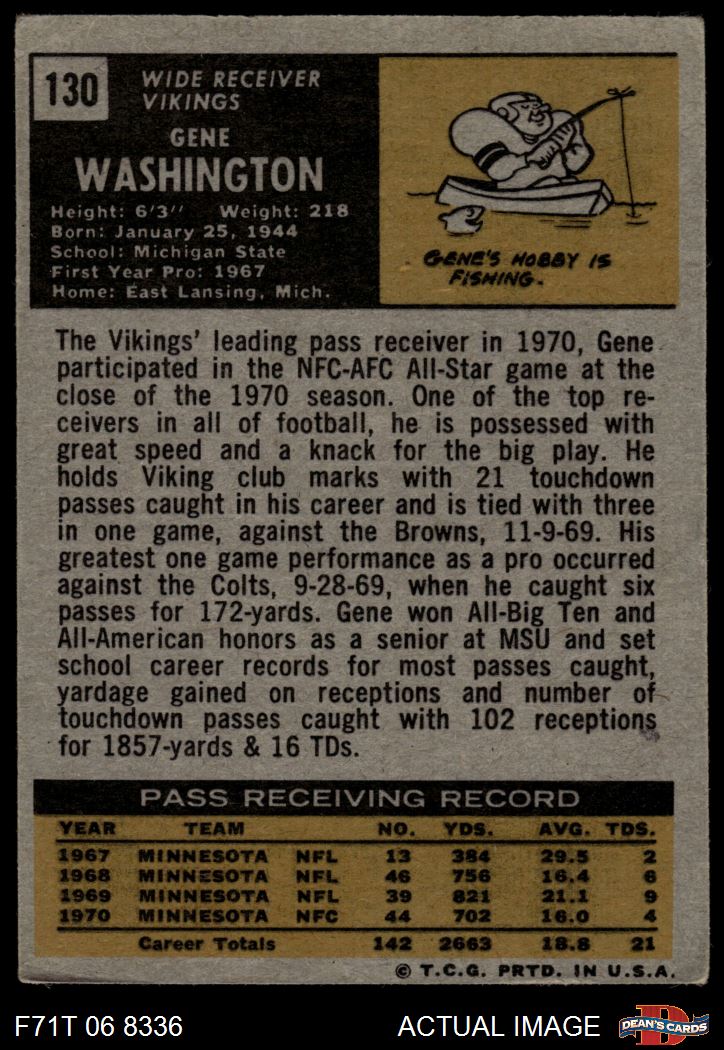 130
WIDE RECEIVER
VIKINGS
GENE
WASHINGTON
Height: 6'3" Weight: 218
Born: January 25, 1944
School: Michigan State
First Year Pro: 1967
Home: East Lansing, Mich.
GENE'S HOBBY IS
FISHING.
The Vikings' leading pass receiver in 1970, Gene
participated in the NFC-AFC All-Star game at the
close of the 1970 season. One of the top re-
ceivers in all of football, he is possessed with
great speed and a knack for the big play. He
holds Viking club marks with 21 touchdown
passes caught in his career and is tied with three
in one game, against the Browns, 11-9-69. His
greatest one game performance as a pro occurred
against the Colts, 9-28-69, when he caught six
passes for 172-yards. Gene won All-Big Ten and
All-American honors as a senior at MSU and set
school career records for most passes caught,
yardage gained on receptions and number of
touchdown passes caught with 102 receptions
for 1857-yards & 16 TDs.
PASS RECEIVING RECORD
YEAR TEAM NO. YDS. AVG. TDS.
1967 MINNESOTA NFL 13 384 29.5 2
1968 MINNESOTA NFL 46 756 16.4 6
1969 MINNESOTA NFL 39 821 21.1 9
1970 MINNESOTA NFC 44 702 16.0 4
Career Totals 142 2663 18.8 21
© T.C.G. PRTD. IN U.S.A.
F71T 06 8336 ACTUAL IMAGE
D
DEAN'S CARDS